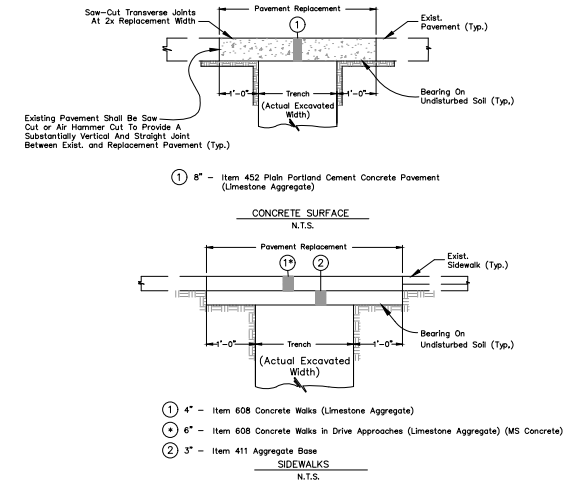 Pavement Replacement
Saw-Cut Transverse Joints
At 2x Replacement Width
1
Exist.
Pavement (Typ.)
1'-0"
Trench
1'-0"
(Actual Excavated
Width)
Bearing On
Undisturbed Soil (Typ,)
Existing Pavement Shall Be Saw
Cut or Air Hammer Cut To Provide A
Substantially Vertical And Straight Joint
Between Exist. and Replacement Pavement (Typ.)
1 8" - Item 452 Plain Portland Cement Concrete Pavement
(Limestone Aggregate)
CONCRETE SURFACE
N.T.S.
Pavement Replacement
1*
2
Exist.
Sidewalk (Typ.)
1'-0"
Trench
1'-0"
(Actual Excavated
Width)
Bearing On
Undisturbed Soil (Typ,)
1 4" - Item 608 Concrete Walks (Limestone Aggregate)
* 6" - Item 608 Concrete Walks in Drive Approaches (Limestone Aggregate) (MS Concrete)
2 3" - Item 411 Aggregate Base
SIDEWALKS
N.T.S.